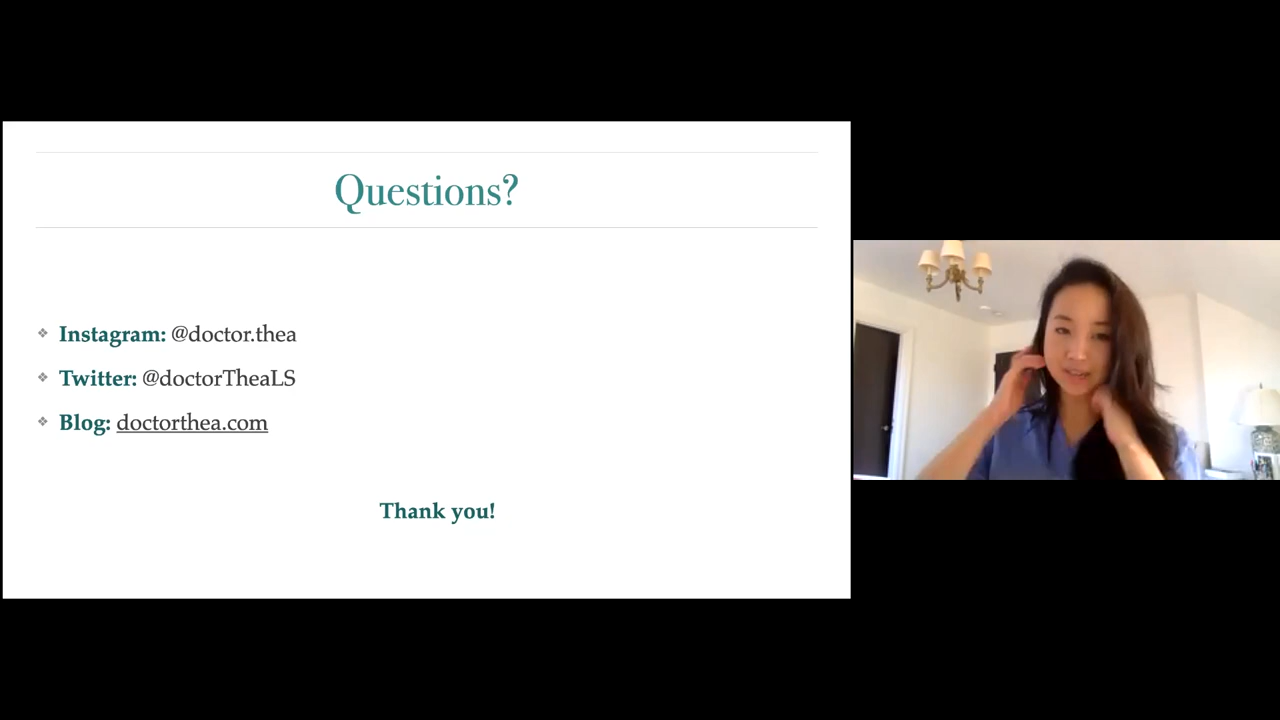 Questions?
Instagram: @doctor.thea
Twitter: @doctorTheaLS
Blog: doctorthea.com
Thank you!